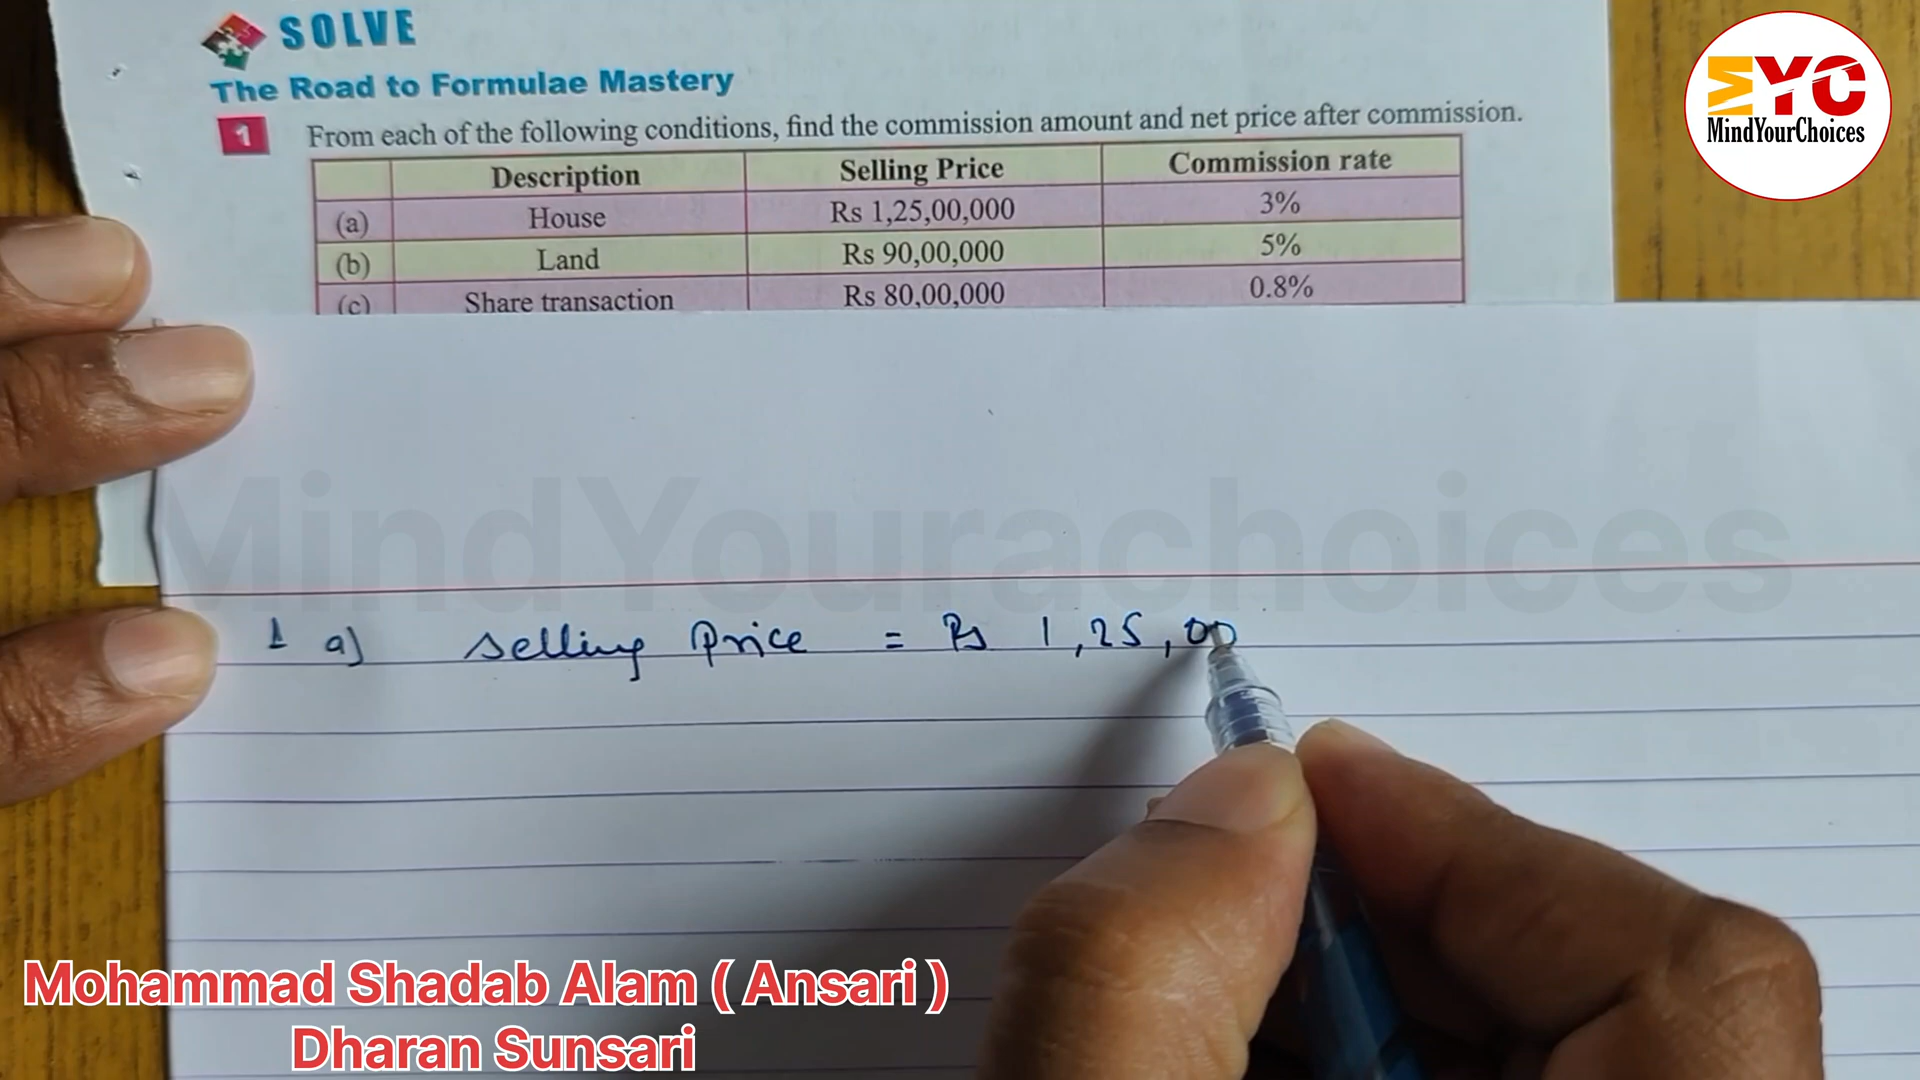 SOLVE
The Road to Formulae Mastery
1 From each of the following conditions, find the commission amount and net price after commission.
Description Selling Price Commission rate
(a) House Rs 1,25,00,000 3%
(b) Land Rs 90,00,000 5%
(c) Share transaction Rs 80,00,000 0.8%
MYC
MindYourChoices
MindYourachoices
1 a) Selling Price = Rs 1,25,00
Mohammad Shadab Alam ( Ansari )
Dharan Sunsari